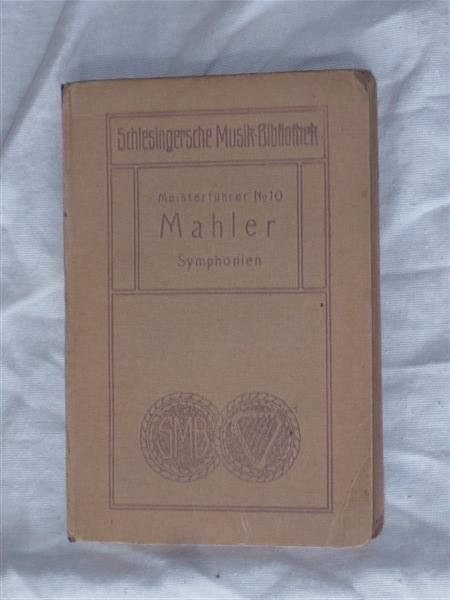 Schlesingersche Musik-Bibliothek
Meisterführer No 10
Mahler
Symphonien
SMB